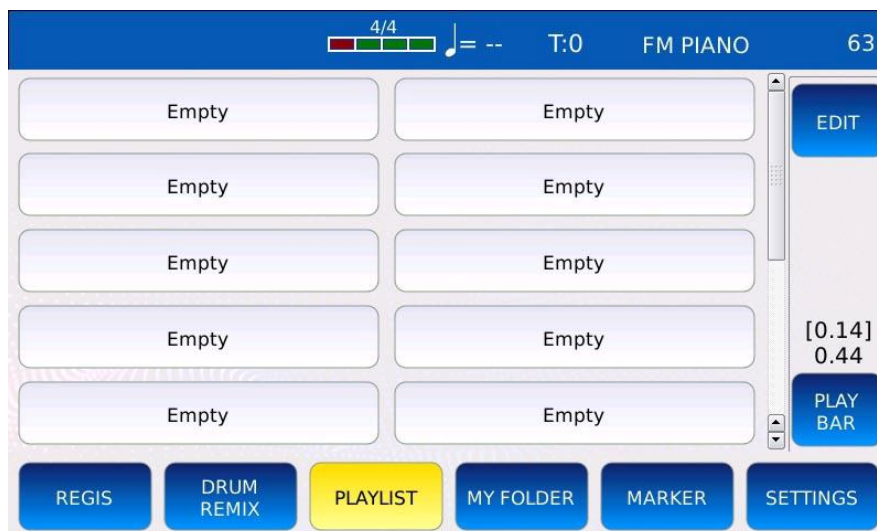 4/4
= -- T:0 FM PIANO 63
Empty Empty
EDIT
Empty Empty
Empty Empty
Empty Empty
[0.14]
0.44
Empty Empty
PLAY
BAR
REGIS DRUM
REMIX PLAYLIST MY FOLDER MARKER SETTINGS